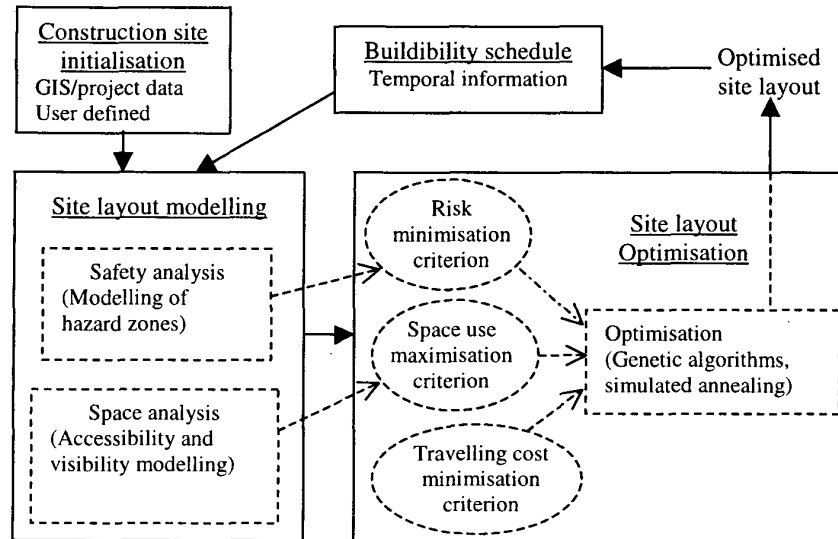 Construction site
initialisation
GIS/project data
User defined
Buildibility schedule
Temporal information
Optimised
site layout
Site layout modelling
Safety analysis
(Modelling of
hazard zones)
Space analysis
(Accessibility and
visibility modelling)
Risk
minimisation
criterion
Space use
maximisation
criterion
Travelling cost
minimisation
criterion
Site layout
Optimisation
Optimisation
(Genetic algorithms,
simulated annealing)